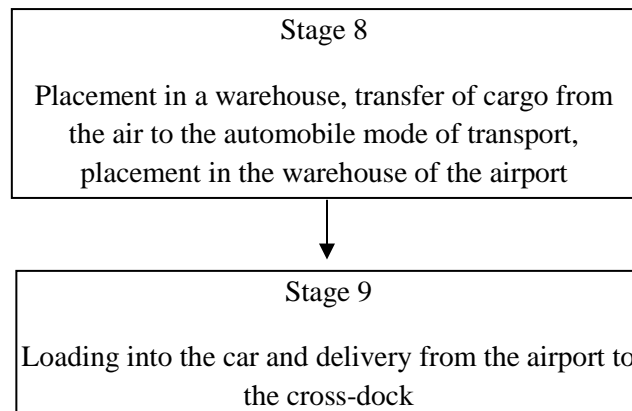 Stage 8
Placement in a warehouse, transfer of cargo from
the air to the automobile mode of transport,
placement in the warehouse of the airport
Stage 9
Loading into the car and delivery from the airport to
the cross-dock